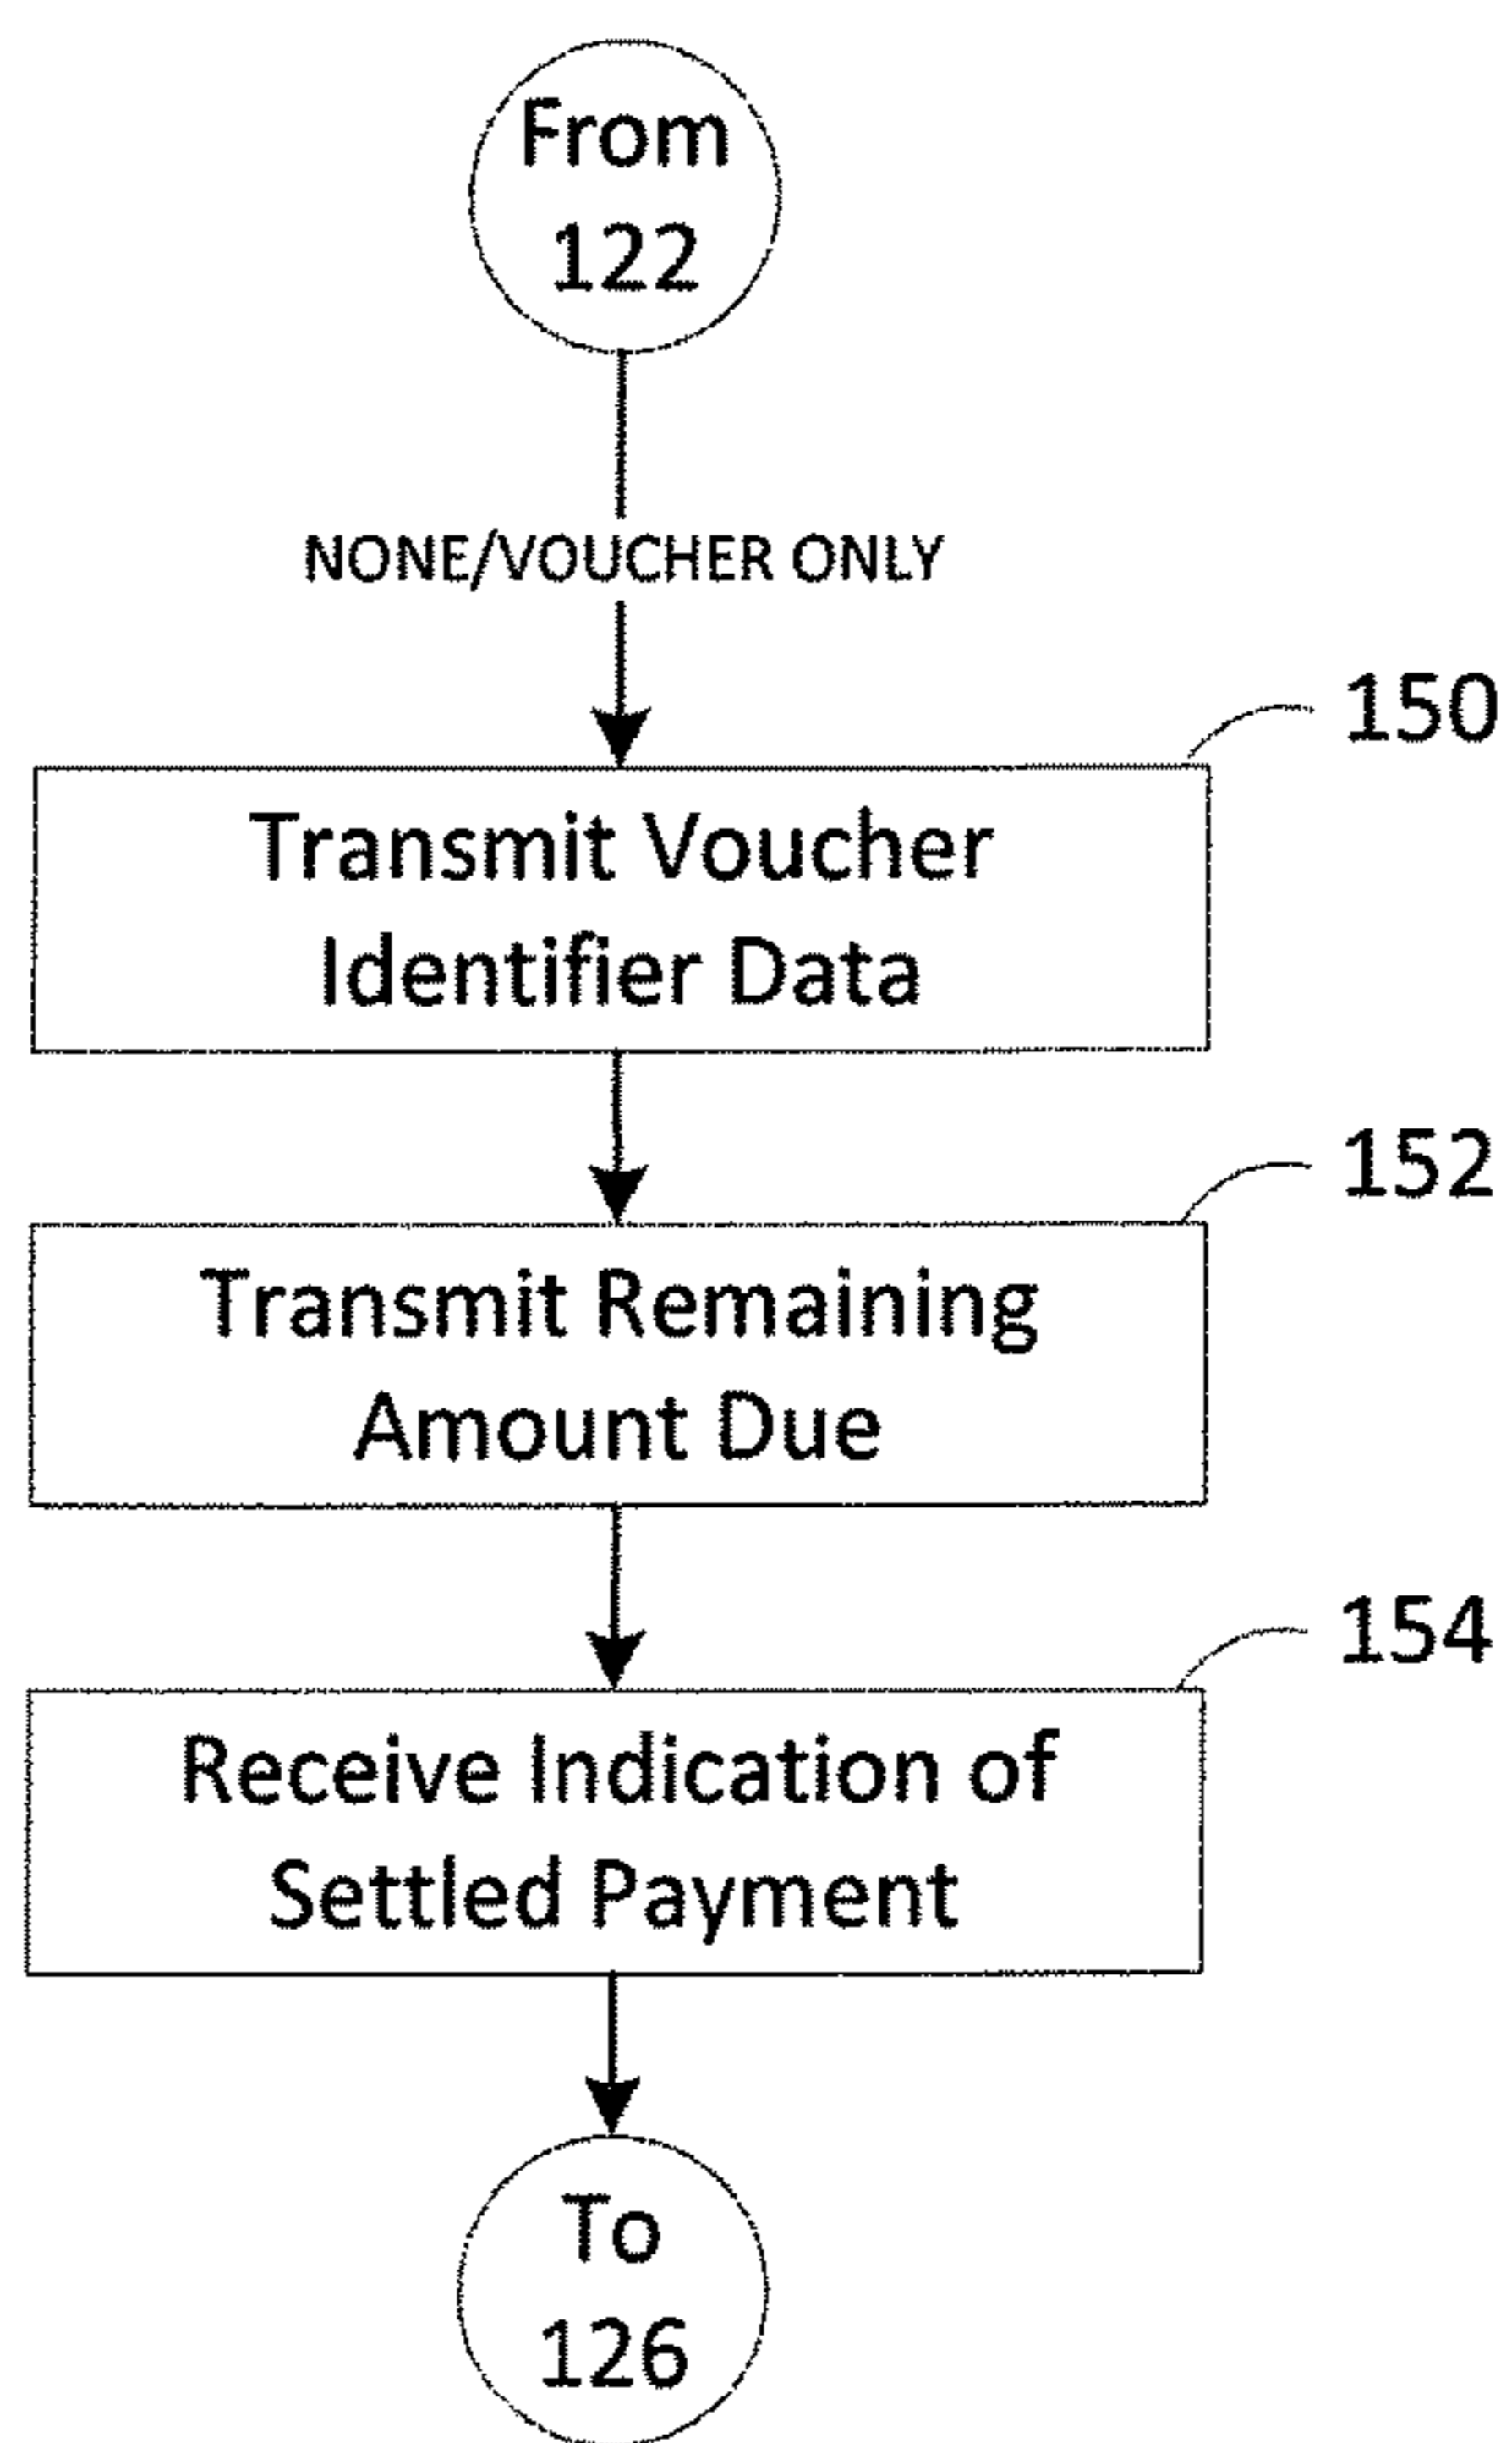 From
122
NONE/VOUCHER ONLY
150
Transmit Voucher
Identifier Data
152
Transmit Remaining
Amount Due
154
Receive Indication of
Settled Payment
To
126